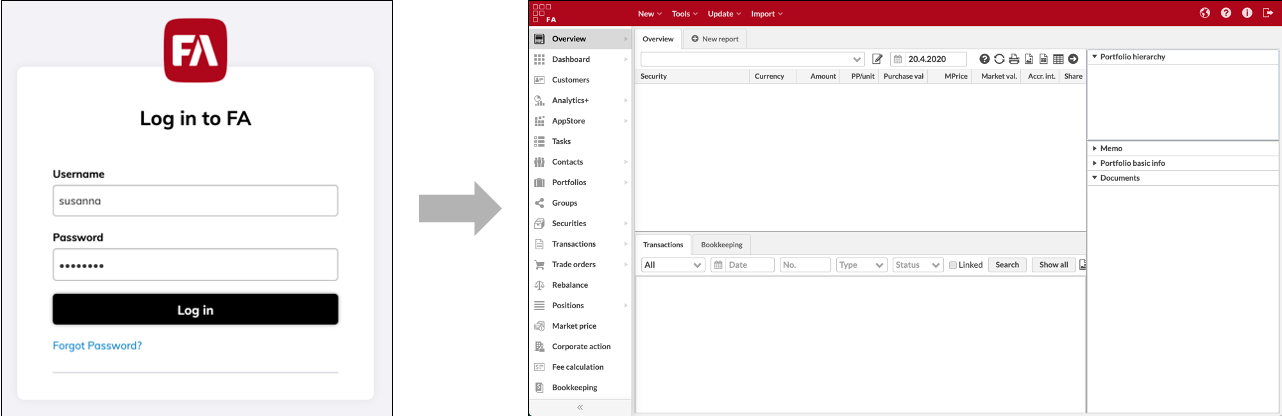 FA
Log in to FA
Username
susanna
Password
••••••••
Log in
Forgot Password?
FA
New Tools Update Import
Overview
Dashboard
Customers
Analytics+
AppStore
Tasks
Contacts
Portfolios
Groups
Securities
Transactions
Trade orders
Rebalance
Positions
Market price
Corporate action
Fee calculation
Bookkeeping
«
Overview New report
20.4.2020
Security Currency Amount PP/unit Purchase val MPrice Market val. Accr. int. Share
Transactions Bookkeeping
All Date No. Type Status Linked Search Show all
Portfolio hierarchy
Memo
Portfolio basic info
Documents